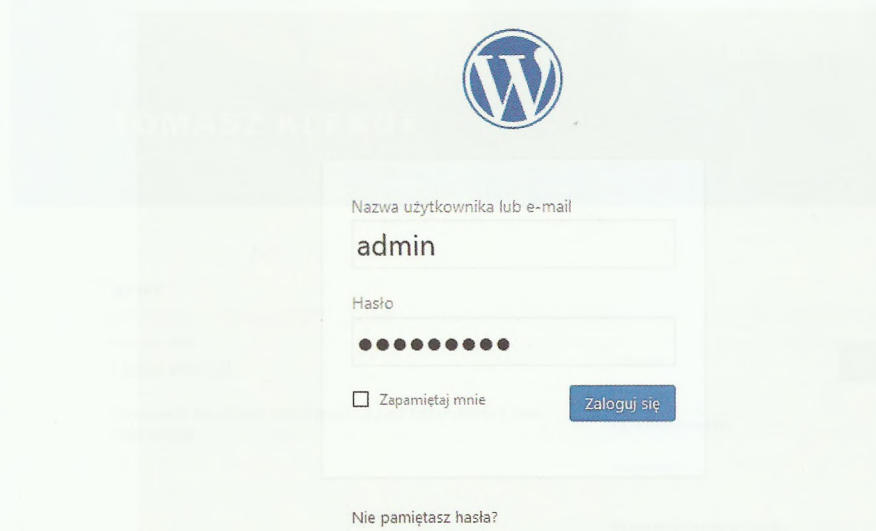 Nazwa użytkownika lub e-mail
admin
Hasło
●●●●●●●●●
Zapamiętaj mnie
Zaloguj się
Nie pamiętasz hasła?